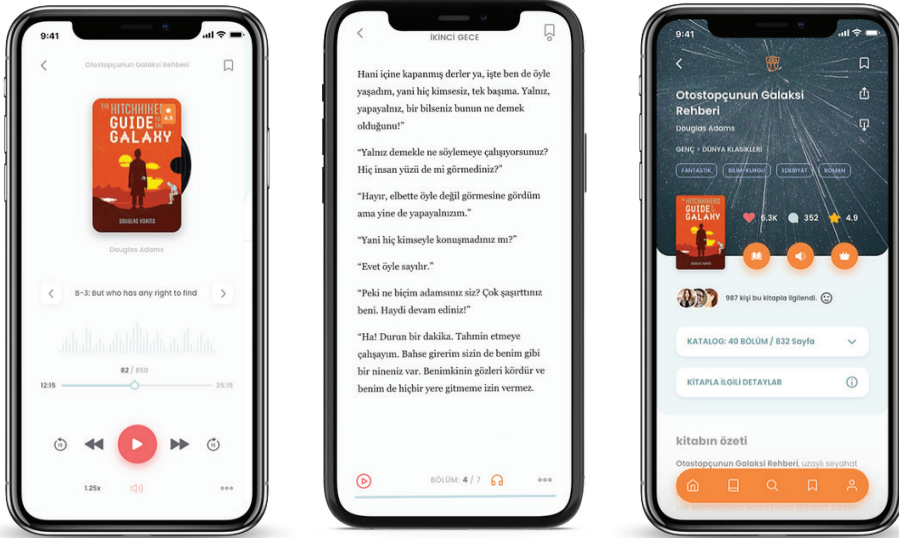 9:41
Otostopçunun Galaksi Rehberi
THE HITCHHIKER'S
GUIDE TO THE
GALAXY
4.9
DOUGLAS ADAMS
Douglas Adams
B-3: But who has any right to find
82 / 850
12:15
25:15
15
15
1.25x
İKİNCİ GECE
Hani içine kapanmış derler ya, işte ben de öyle
yaşadım, yani hiç kimsesiz, tek başıma. Yalnız,
yapayalnız, bir bilseniz bunun ne demek
olduğunu!"
"Yalnız demekle ne söylemeye çalışıyorsunuz?
Hiç insan yüzü de mi görmediniz?"
"Hayır, elbette öyle değil görmesine gördüm
ama yine de yapayalnızım."
"Yani hiç kimseyle konuşmadınız mı?"
"Evet öyle sayılır."
"Peki ne biçim adamsınız siz? Çok şaşırttınız
beni. Haydi devam ediniz!"
"Ha! Durun bir dakika. Tahmin etmeye
çalışayım. Bahse girerim sizin de benim gibi
bir nineniz var. Benimkinin gözleri kördür ve
benim de hiçbir yere gitmeme izin vermez.
BÖLÜM: 4 / 7
9:41
Otostopçunun Galaksi
Rehberi
Douglas Adams
GENÇ > DÜNYA KLASİKLERİ
FANTASTİK
BİLİM-KURGU
EDEBİYAT
ROMAN
GUIDE
GALAXY
6.3K
352
4.9
987 kişi bu kitapla ilgilendi.
KATALOG: 40 BÖLÜM / 832 Sayfa
KİTAPLA İLGİLİ DETAYLAR
kitabın özeti
Otostopçunun Galaksi Rehberi, uzaylı seyahat